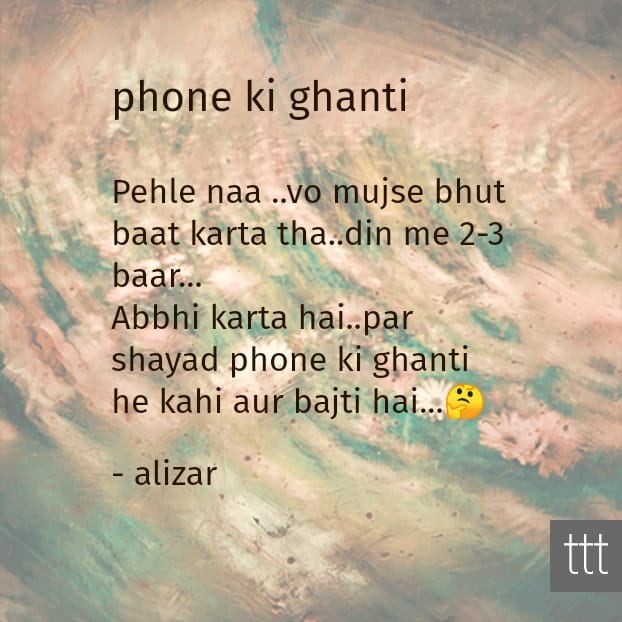 phone ki ghanti
Pehle naa ..vo mujse bhut
baat karta tha..din me 2-3
baar...
Abbhi karta hai..par
shayad phone ki ghanti
he kahi aur bajti hai...🤔
- alizar
ttt